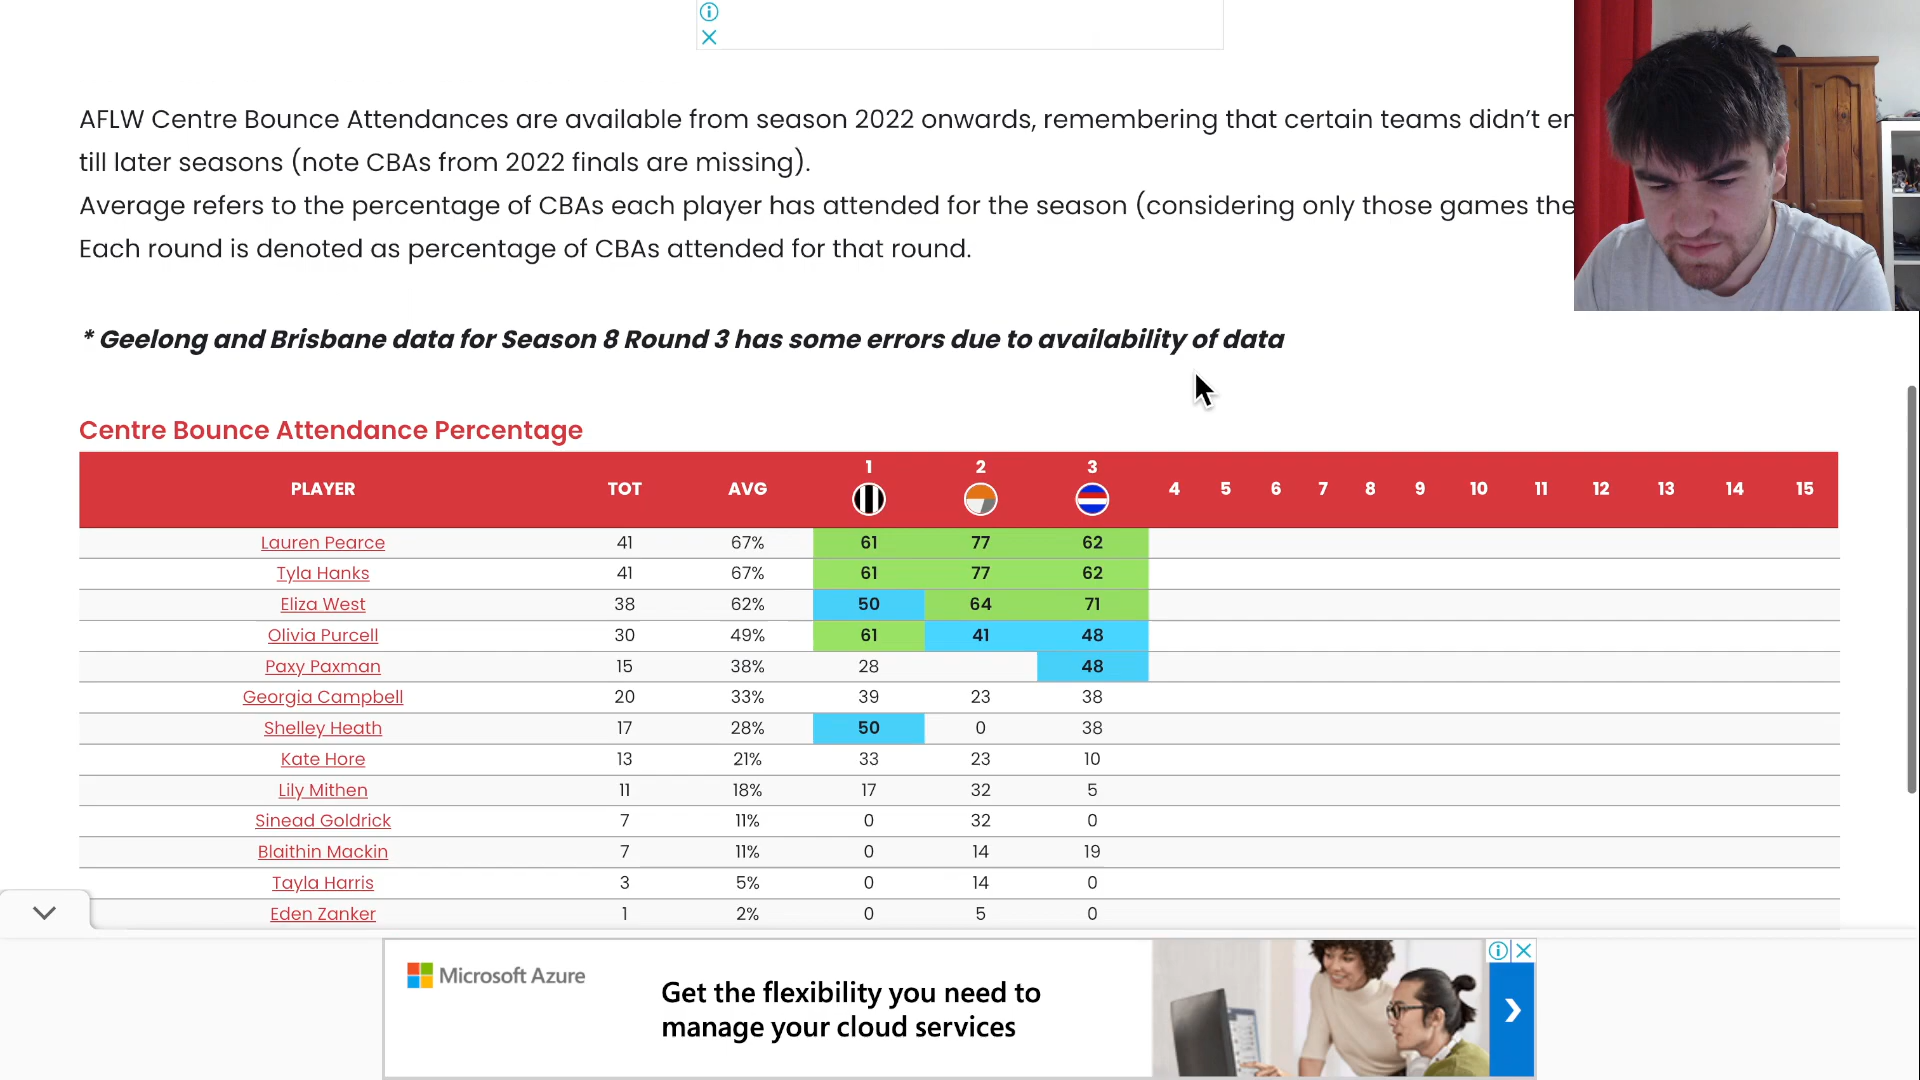 AFLW Centre Bounce Attendances are available from season 2022 onwards, remembering that certain teams didn't
till later seasons (note CBAs from 2022 finals are missing).
Average refers to the percentage of CBAs each player has attended for the season (considering only those games
Each round is denoted as percentage of CBAs attended for that round.
* Geelong and Brisbane data for Season 8 Round 3 has some errors due to availability of data
Centre Bounce Attendance Percentage
PLAYER TOT AVG 1 2 3 4 5 6 7 8 9 10 11 12 13 14 15
Lauren Pearce 41 67% 61 77 62
Tyla Hanks 41 67% 61 77 62
Eliza West 38 62% 50 64 71
Olivia Purcell 30 49% 61 41 48
Paxy Paxman 15 38% 28 48
Georgia Campbell 20 33% 39 23 38
Shelley Heath 17 28% 50 0 38
Kate Hore 13 21% 33 23 10
Lily Mithen 11 18% 17 32 5
Sinead Goldrick 7 11% 0 32 0
Blaithin Mackin 7 11% 0 14 19
Tayla Harris 3 5% 0 14 0
Eden Zanker 1 2% 0 5 0
Microsoft Azure
Get the flexibility you need to
manage your cloud services